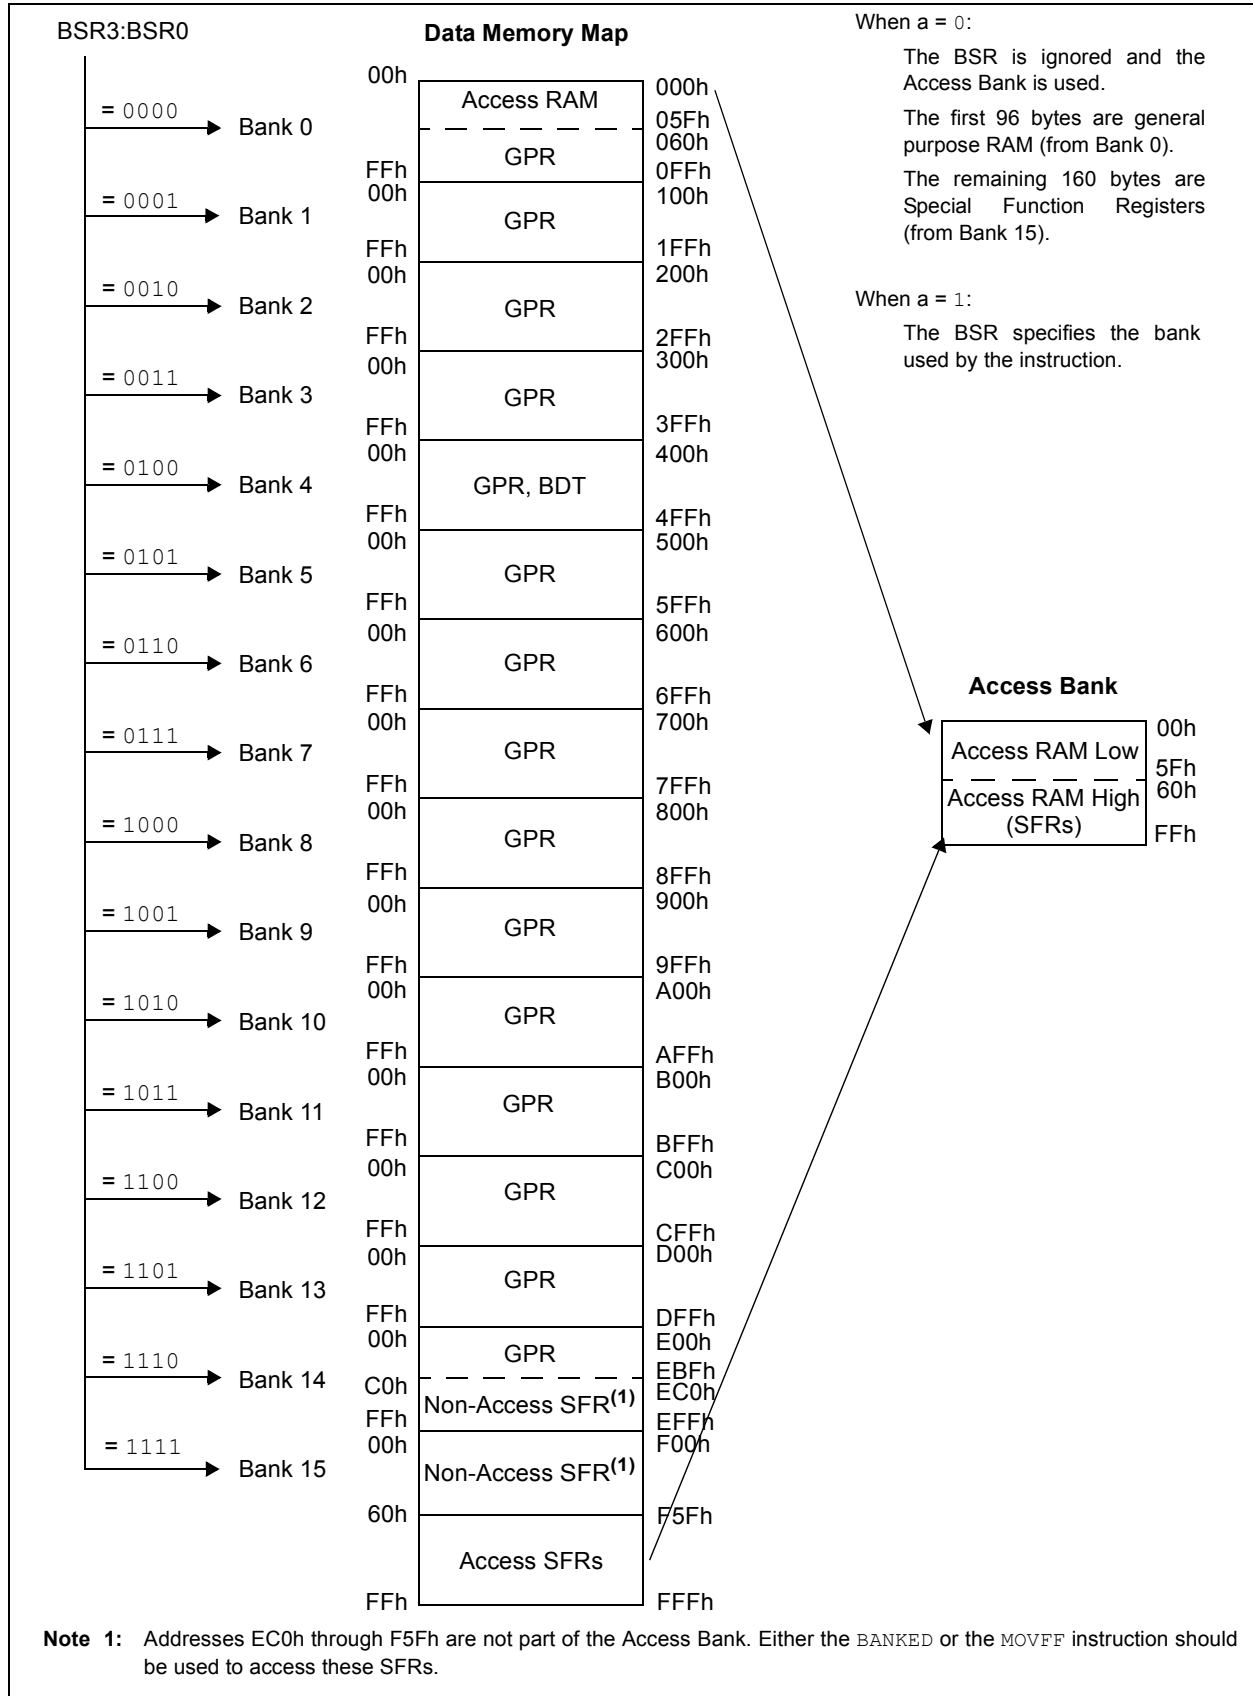 BSR3:BSR0
Data Memory Map
When a = 0:
The BSR is ignored and the
Access Bank is used.
The first 96 bytes are general
purpose RAM (from Bank 0).
The remaining 160 bytes are
Special Function Registers
(from Bank 15).
When a = 1:
The BSR specifies the bank
used by the instruction.
= 0000
Bank 0
00h
Access RAM
000h
05Fh
060h
GPR
FFh
0FFh
= 0001
Bank 1
00h
100h
GPR
FFh
1FFh
= 0010
Bank 2
00h
200h
GPR
FFh
2FFh
= 0011
Bank 3
00h
300h
GPR
FFh
3FFh
= 0100
Bank 4
00h
400h
GPR, BDT
FFh
4FFh
= 0101
Bank 5
00h
500h
GPR
FFh
5FFh
= 0110
Bank 6
00h
600h
GPR
FFh
6FFh
= 0111
Bank 7
00h
700h
GPR
FFh
7FFh
= 1000
Bank 8
00h
800h
GPR
FFh
8FFh
= 1001
Bank 9
00h
900h
GPR
FFh
9FFh
= 1010
Bank 10
00h
A00h
GPR
FFh
AFFh
= 1011
Bank 11
00h
B00h
GPR
FFh
BFFh
= 1100
Bank 12
00h
C00h
GPR
FFh
CFFh
= 1101
Bank 13
00h
D00h
GPR
FFh
DFFh
= 1110
Bank 14
00h
E00h
GPR
EBFh
C0h
EC0h
Non-Access SFR(1)
FFh
EFFh
= 1111
Bank 15
00h
F00h
Non-Access SFR(1)
60h
F5Fh
Access SFRs
FFh
FFFh
Access Bank
Access RAM Low
00h
5Fh
Access RAM High
(SFRs)
60h
FFh
Note 1: Addresses EC0h through F5Fh are not part of the Access Bank. Either the BANKED or the MOVFF instruction should
be used to access these SFRs.